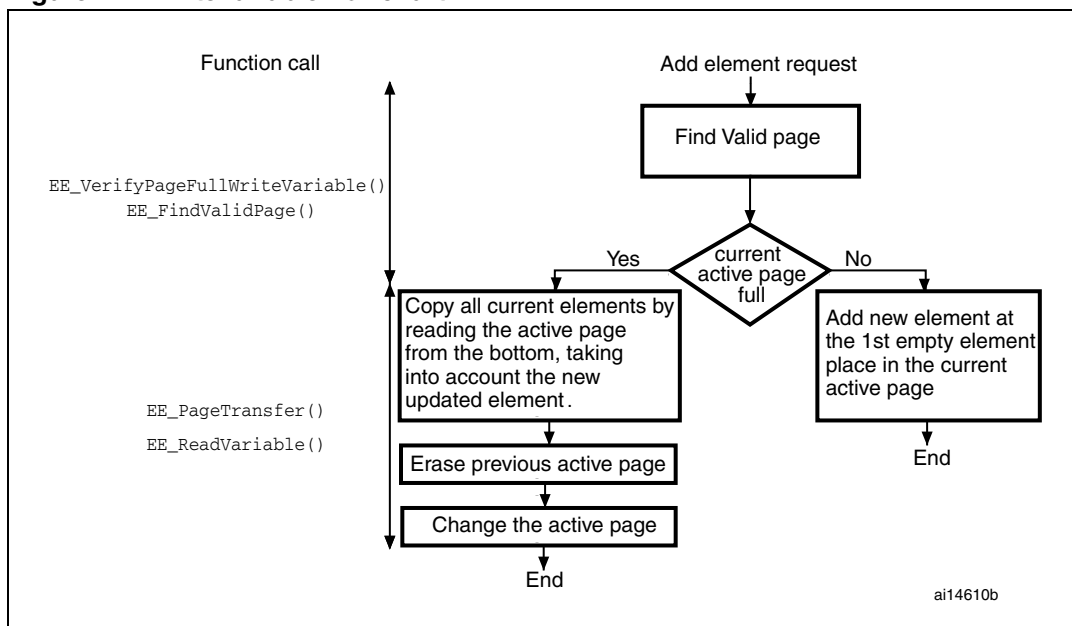 Function call
Add element request
Find Valid page
EE_VerifyPageFullWriteVariable()
EE_FindValidPage()
current
active page
full
Yes
No
Copy all current elements by
reading the active page
from the bottom, taking
into account the new
updated element.
Add new element at
the 1st empty element
place in the current
active page
EE_PageTransfer()
EE_ReadVariable()
Erase previous active page
Change the active page
End
End
ai14610b